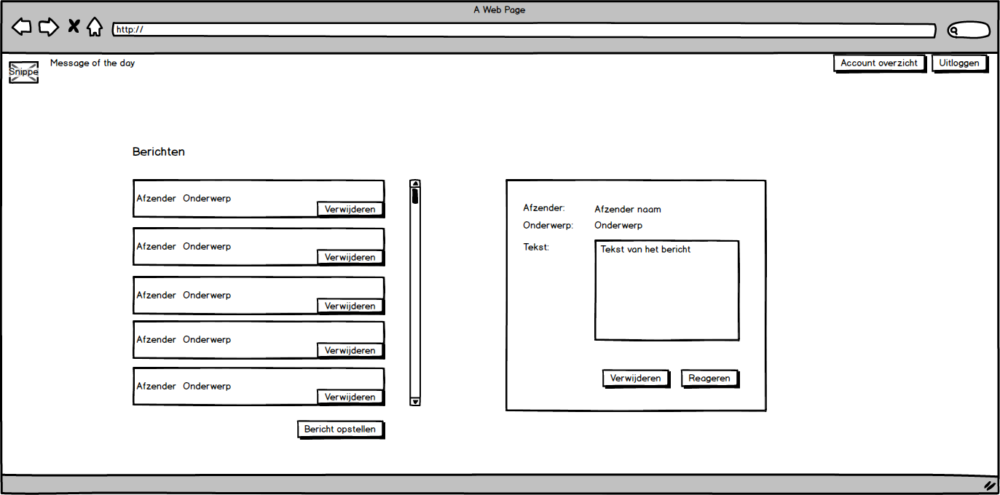 A Web Page
http://
Snippe
Message of the day
Account overzicht
Uitloggen
Berichten
Afzender Onderwerp
Verwijderen
Afzender Onderwerp
Verwijderen
Afzender Onderwerp
Verwijderen
Afzender Onderwerp
Verwijderen
Afzender Onderwerp
Verwijderen
Bericht opstellen
Afzender: Afzender naam
Onderwerp: Onderwerp
Tekst: Tekst van het bericht
Verwijderen
Reageren